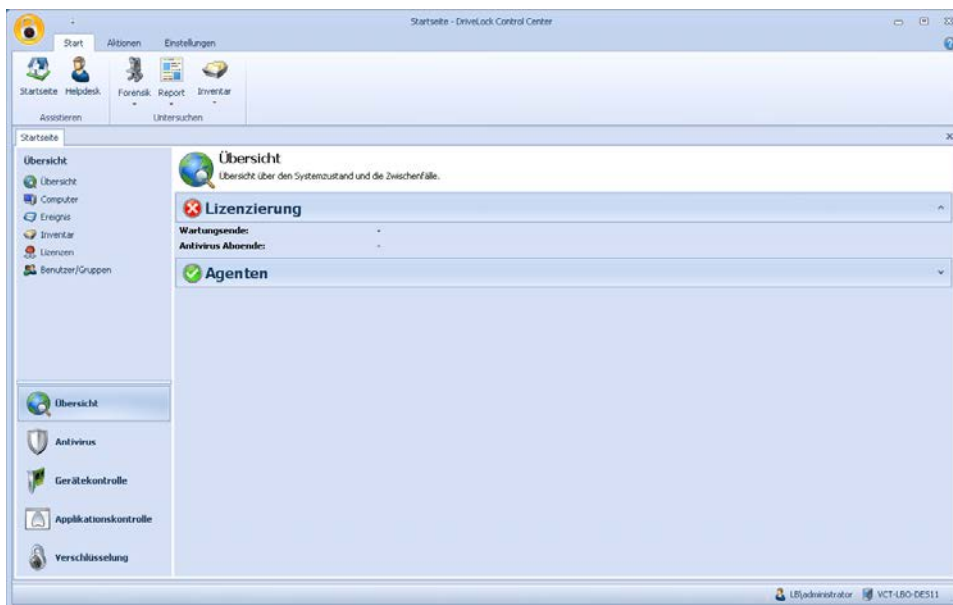 Startseite - DriveLock Control Center
Start Aktionen Einstellungen
Startseite Helpdesk Forensik Report Inventar
Assistieren Untersuchen
Startseite
Übersicht
Übersicht
Computer
Ereignis
Inventar
Lizenzen
Benutzer/Gruppen
Übersicht
Übersicht über den Systemzustand und die Zwischenfälle.
Lizenzierung
Wartungsende: -
Antivirus Aboende: -
Agenten
Übersicht
Antivirus
Gerätekontrolle
Applikationskontrolle
Verschlüsselung
LB\administrator VCT-LBO-DES11